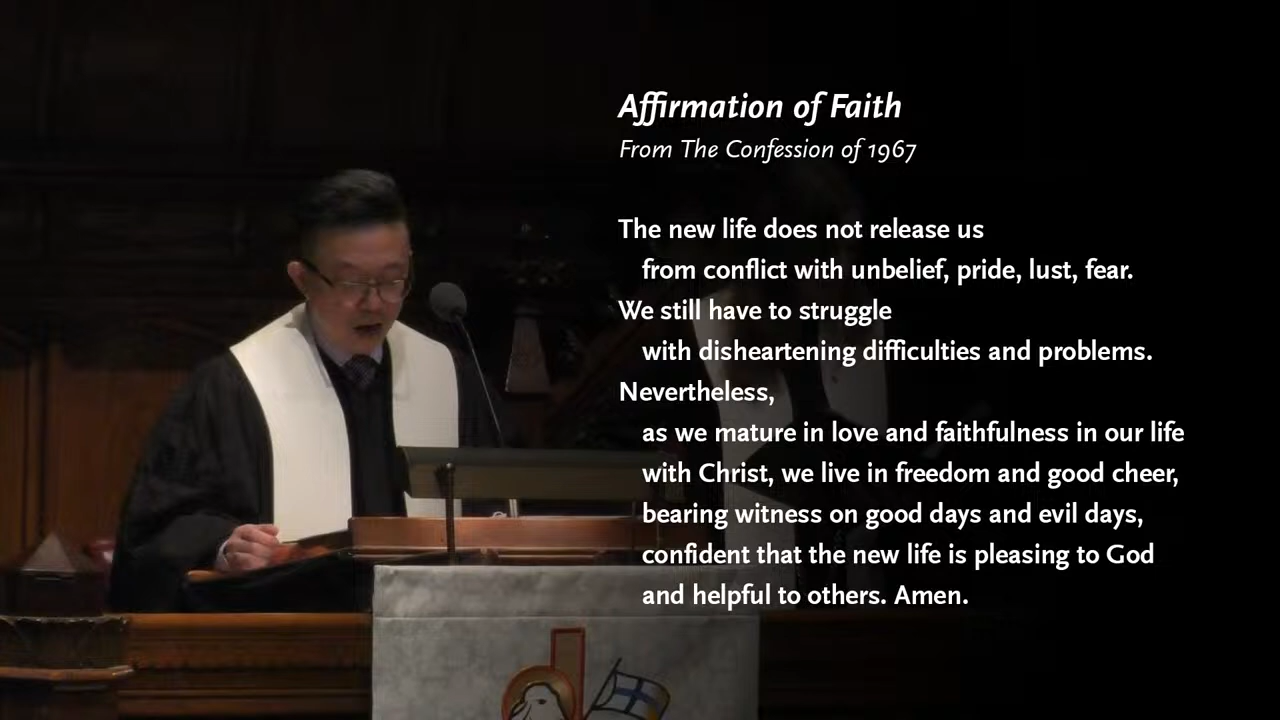 Affirmation of Faith
From The Confession of 1967
The new life does not release us
from conflict with unbelief, pride, lust, fear.
We still have to struggle
with disheartening difficulties and problems.
Nevertheless,
as we mature in love and faithfulness in our life
with Christ, we live in freedom and good cheer,
bearing witness on good days and evil days,
confident that the new life is pleasing to God
and helpful to others. Amen.